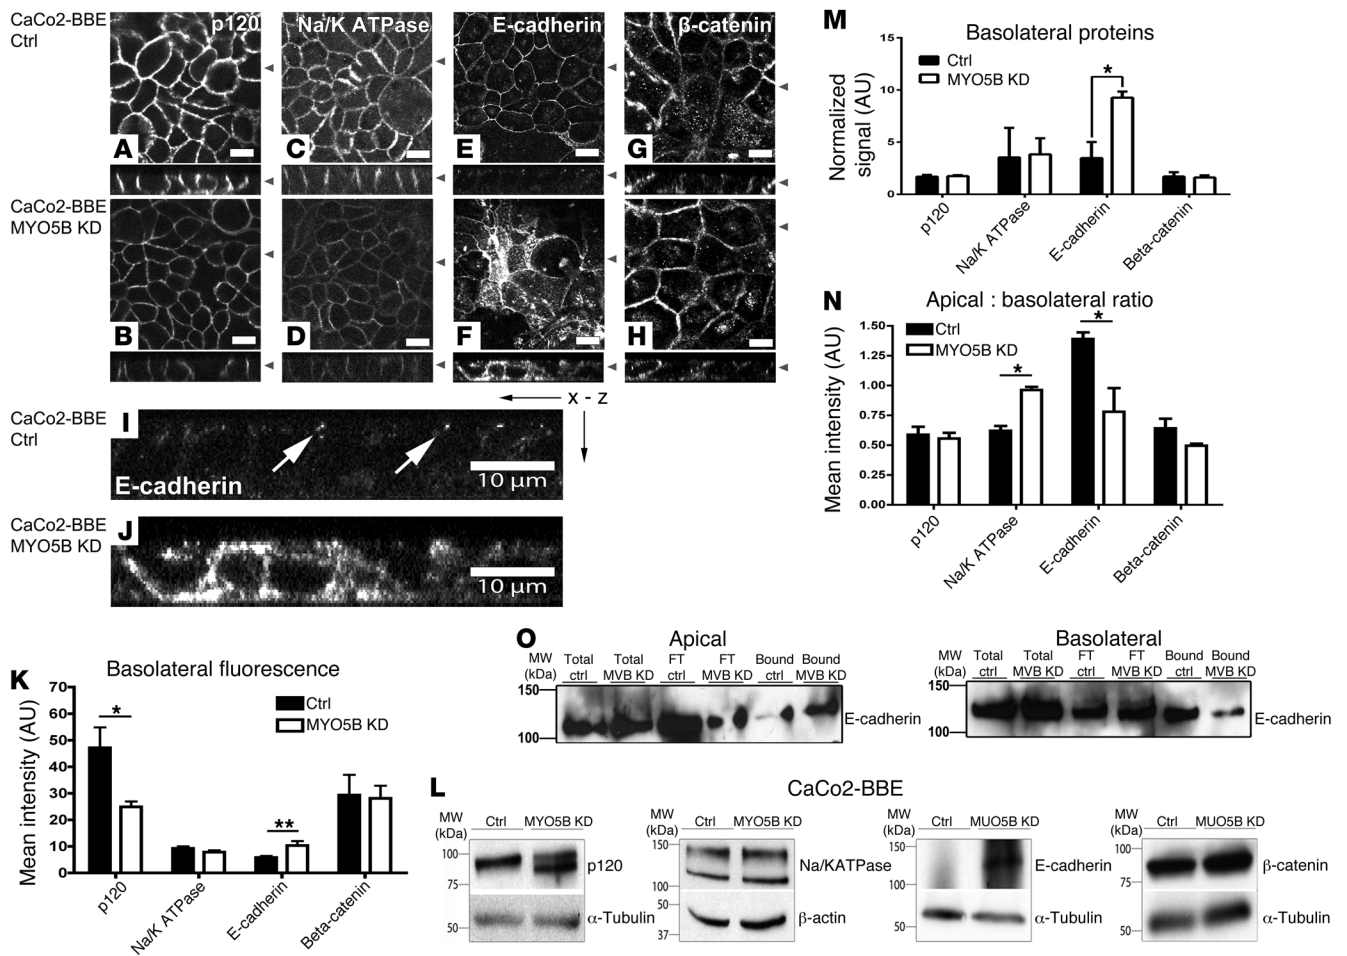 CaCo2-BBE
Ctrl
p120
Na/K ATPase
E-cadherin
β-catenin
A
C
E
G
CaCo2-BBE
MYO5B KD
B
D
F
H
x - z
CaCo2-BBE
Ctrl
I
E-cadherin
10 µm
CaCo2-BBE
MYO5B KD
J
10 µm
M
Basolateral proteins
Normalized
signal (AU)
15
10
5
0
Ctrl
MYO5B KD
*
p120
Na/K ATPase
E-cadherin
Beta-catenin
N
Apical : basolateral ratio
Mean intensity (AU)
1.50
1.25
1.00
0.75
0.50
0.25
0.00
Ctrl
MYO5B KD
*
*
p120
Na/K ATPase
E-cadherin
Beta-catenin
K
Basolateral fluorescence
Mean intensity (AU)
70
60
50
40
30
20
10
0
Ctrl
MYO5B KD
*
**
p120
Na/K ATPase
E-cadherin
Beta-catenin
O
Apical
MW
(kDa)
Total
ctrl
Total
MVB KD
FT
ctrl
FT
MVB KD
Bound
ctrl
Bound
MVB KD
150
100
E-cadherin
Basolateral
MW
(kDa)
Total
ctrl
Total
MVB KD
FT
ctrl
FT
MVB KD
Bound
ctrl
Bound
MVB KD
150
100
E-cadherin
L
CaCo2-BBE
MW
(kDa)
Ctrl
MYO5B KD
100
75
50
p120
α-Tubulin
MW
(kDa)
Ctrl
MYO5B KD
150
100
50
37
Na/KATPase
β-actin
MW
(kDa)
Ctrl
MUO5B KD
150
100
50
E-cadherin
α-Tubulin
MW
(kDa)
Ctrl
MUO5B KD
100
75
50
β-catenin
α-Tubulin